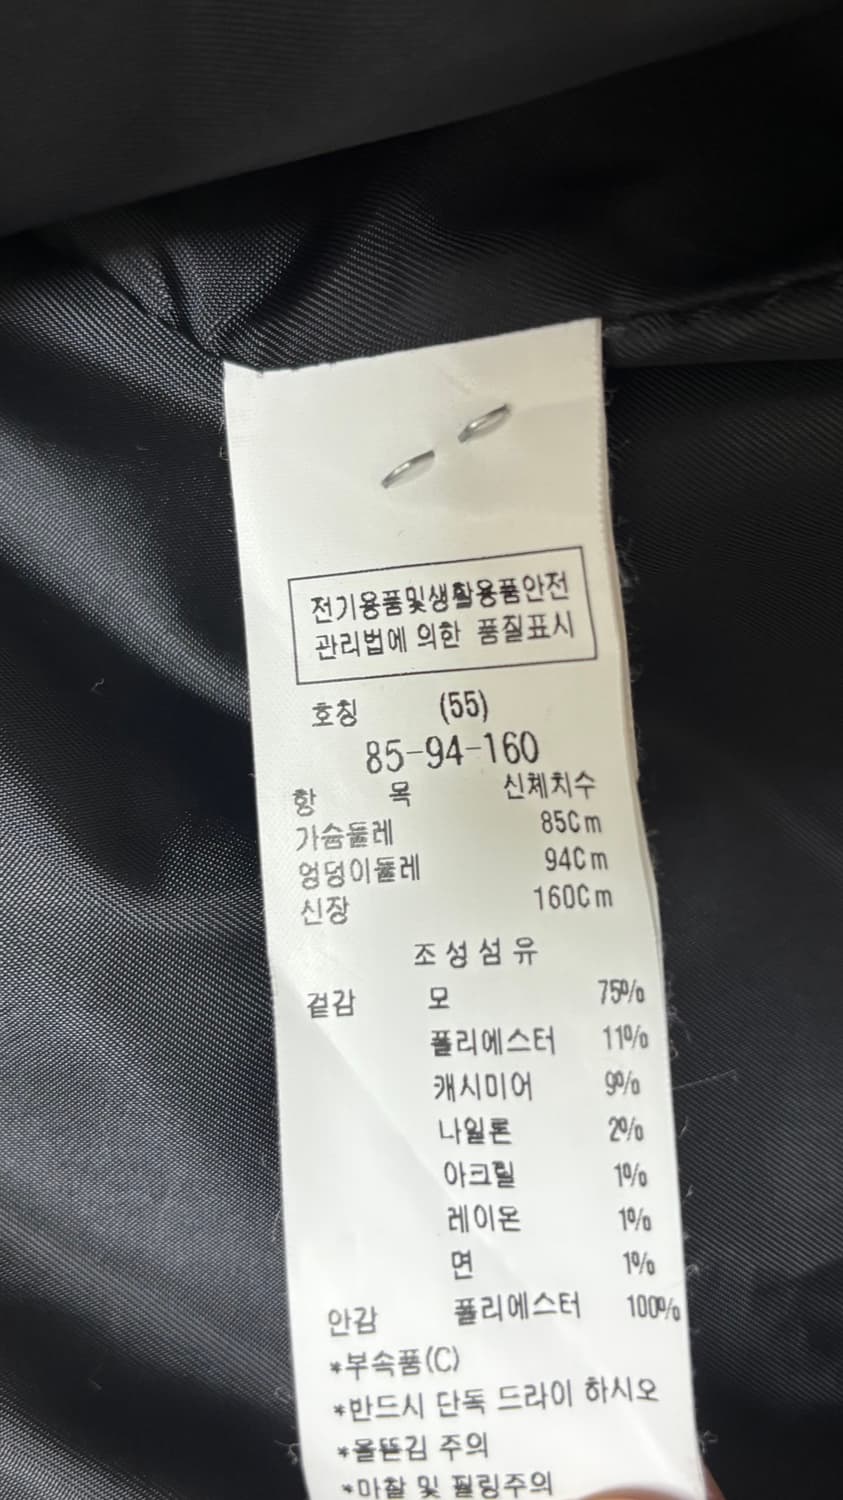 전기용품및생활용품안전
관리법에 의한 품질표시
호칭 (55)
85-94-160
항 목 신체치수
가슴둘레 85Cm
엉덩이둘레 94Cm
신장 160Cm
조성섬유
겉감 모 75%
폴리에스터 11%
캐시미어 9%
나일론 2%
아크릴 1%
레이온 1%
면 1%
안감 폴리에스터 100%
*부속품(C)
*반드시 단독 드라이 하시오
*올뜯김 주의
*마찰 및 필링주의